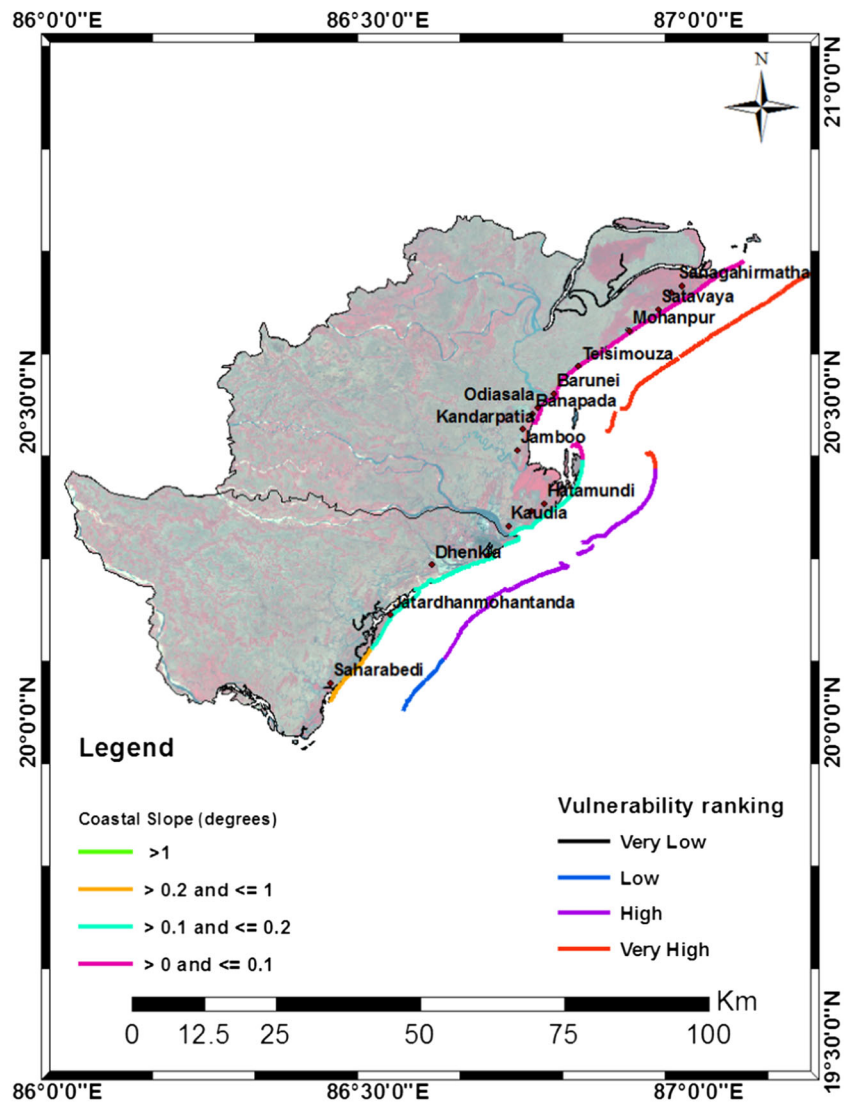 86°0'0"E 86°30'0"E 87°0'0"E
N
21°0'0"N
Sanagahirmatha
Satavaya
Mohanpur
Teisimouza
20°30'0"N
20°30'0"N
Barunei
Odiasala
Banapada
Kandarpatia
Jamboo
Hatamundi
Kaudia
Dhenkia
Jatardhanmohantanda
Saharabedi
20°0'0"N
20°0'0"N
Legend
Coastal Slope (degrees)
>1
> 0.2 and <= 1
> 0.1 and <= 0.2
> 0 and <= 0.1
Vulnerability ranking
Very Low
Low
High
Very High
Km
0 12.5 25 50 75 100
19°30'0"N
86°0'0"E 86°30'0"E 87°0'0"E